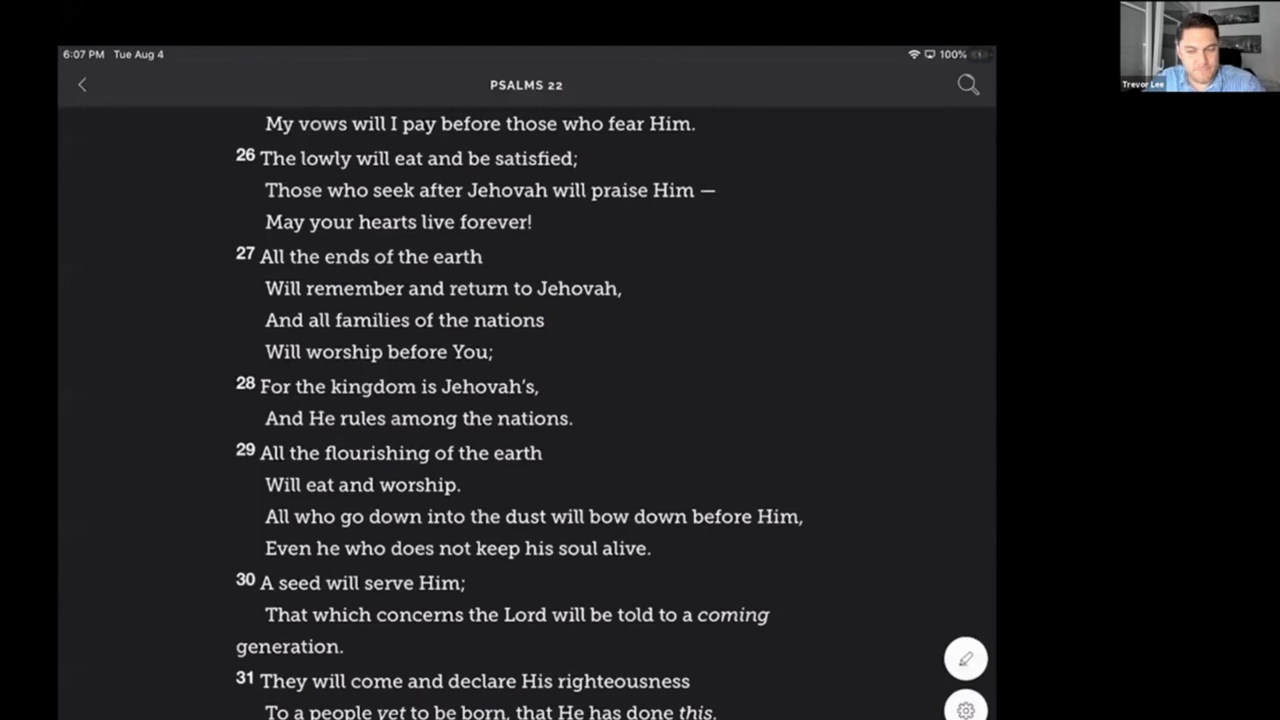 6:07 PM Tue Aug 4
100%
PSALMS 22
Trevor Lee
My vows will I pay before those who fear Him.
26 The lowly will eat and be satisfied;
Those who seek after Jehovah will praise Him —
May your hearts live forever!
27 All the ends of the earth
Will remember and return to Jehovah,
And all families of the nations
Will worship before You;
28 For the kingdom is Jehovah’s,
And He rules among the nations.
29 All the flourishing of the earth
Will eat and worship.
All who go down into the dust will bow down before Him,
Even he who does not keep his soul alive.
30 A seed will serve Him;
That which concerns the Lord will be told to a coming
generation.
31 They will come and declare His righteousness
To a people yet to be born, that He has done this.